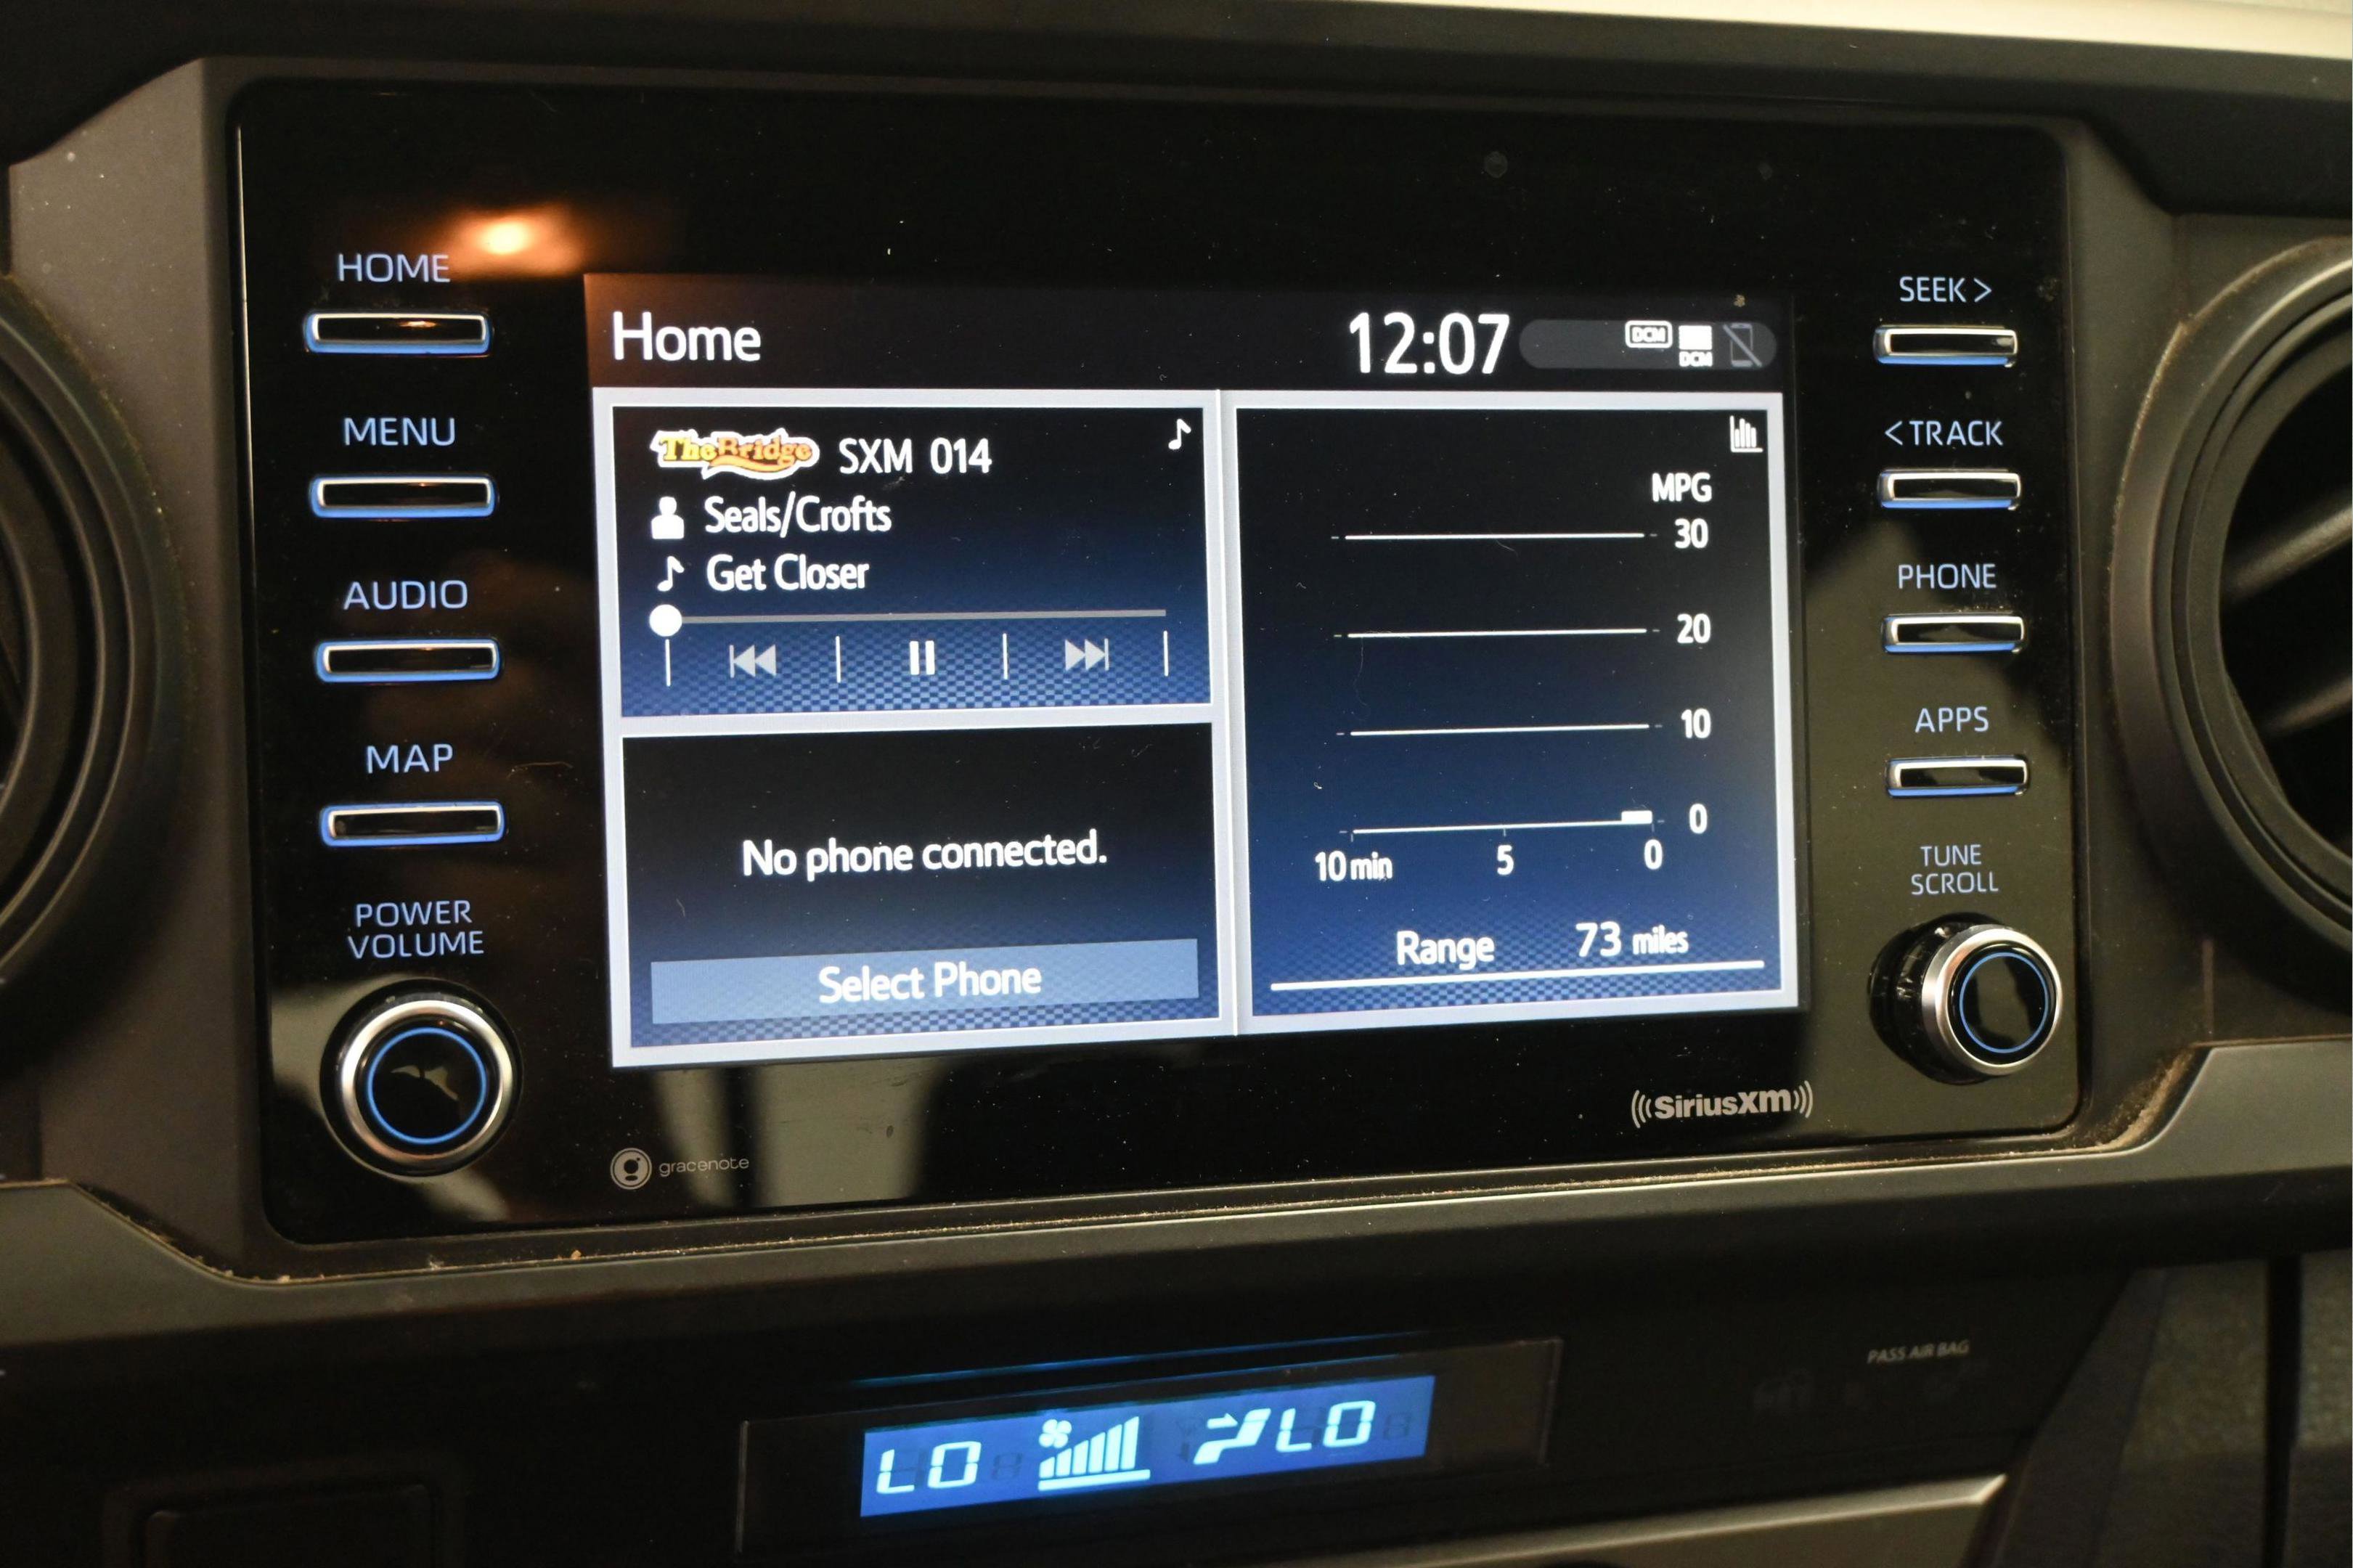 HOME
MENU
AUDIO
MAP
POWER
VOLUME
Home
12:07
DCM
DCM
TheBridge SXM 014
Seals/Crofts
Get Closer
No phone connected.
Select Phone
MPG
30
20
10
0
10 min 5 0
Range 73 miles
SEEK >
< TRACK
PHONE
APPS
TUNE
SCROLL
gracenote
((SiriusXM))
PASS AIR BAG
LO LO